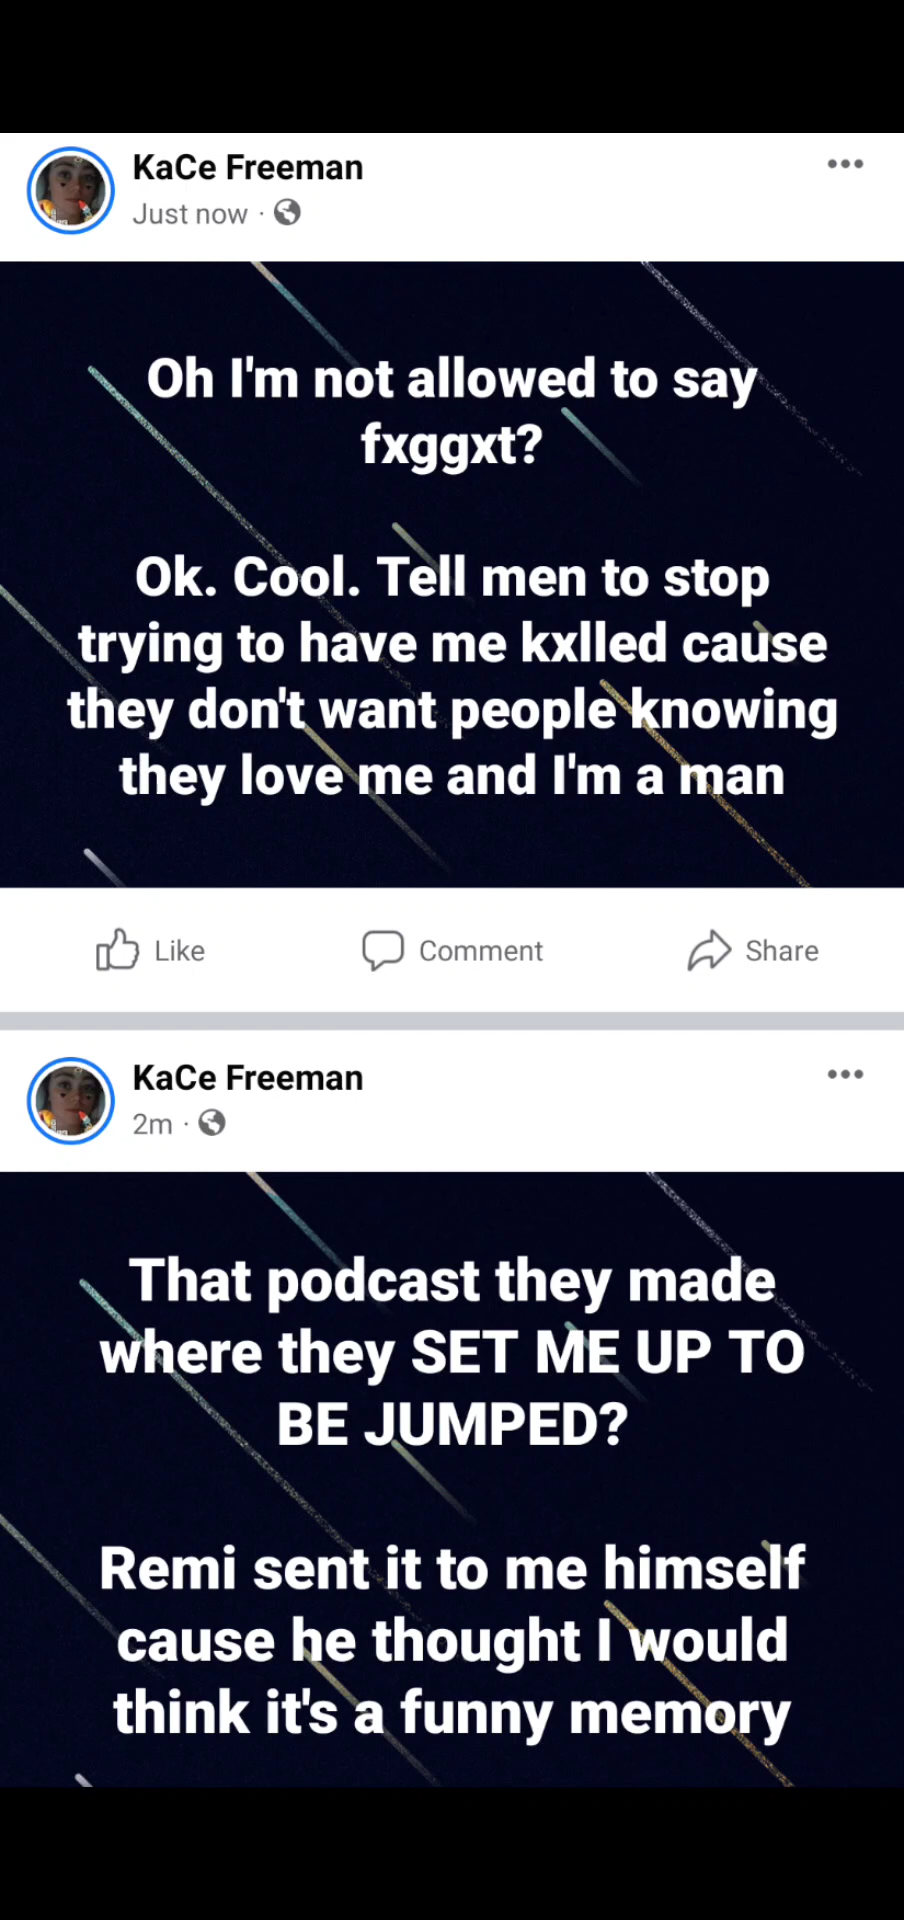 KaCe Freeman
Just now ·
Oh I'm not allowed to say
fxggxt?
Ok. Cool. Tell men to stop
trying to have me kxlled cause
they don't want people knowing
they love me and I'm a man
Like Comment Share
KaCe Freeman
2m ·
That podcast they made
where they SET ME UP TO
BE JUMPED?
Remi sent it to me himself
cause he thought I would
think it's a funny memory